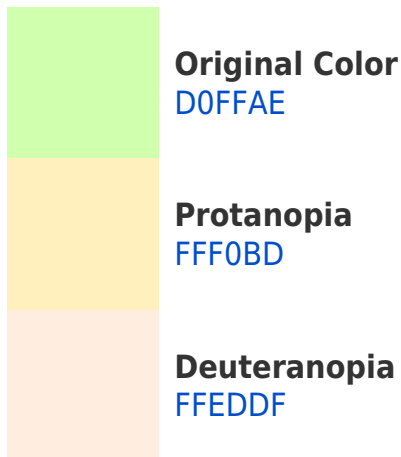 Original Color
D0FFAE
Protanopia
FFF0BD
Deuteranopia
FFEDDF